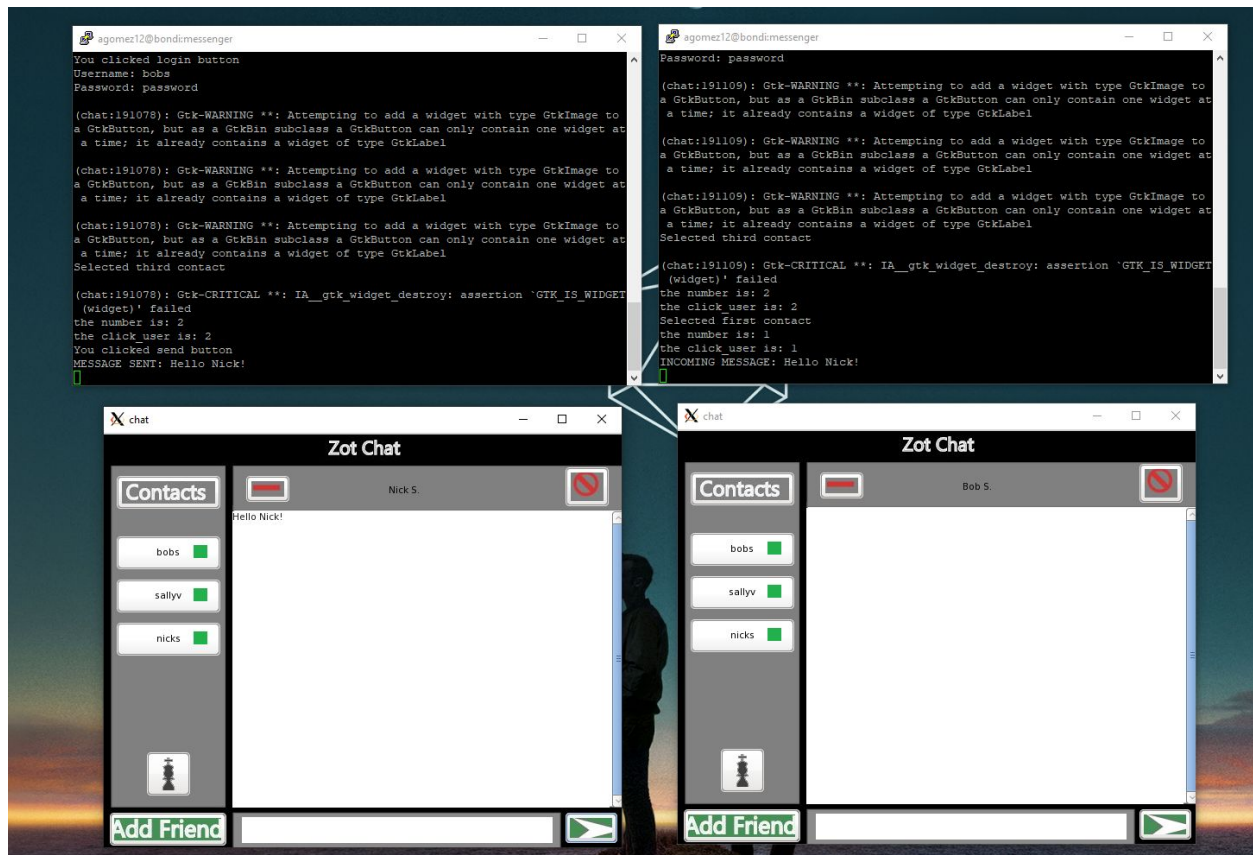 agomez12@bondi:messenger
You clicked login button
Username: bobs
Password: password
(chat:191078): Gtk-WARNING **: Attempting to add a widget with type GtkImage to
a GtkButton, but as a GtkBin subclass a GtkButton can only contain one widget at
a time; it already contains a widget of type GtkLabel
(chat:191078): Gtk-WARNING **: Attempting to add a widget with type GtkImage to
a GtkButton, but as a GtkBin subclass a GtkButton can only contain one widget at
a time; it already contains a widget of type GtkLabel
(chat:191078): Gtk-WARNING **: Attempting to add a widget with type GtkImage to
a GtkButton, but as a GtkBin subclass a GtkButton can only contain one widget at
a time; it already contains a widget of type GtkLabel
Selected third contact
(chat:191078): Gtk-CRITICAL **: IA__gtk_widget_destroy: assertion `GTK_IS_WIDGET
(widget)' failed
the number is: 2
the click_user is: 2
You clicked send button
MESSAGE SENT: Hello Nick!
agomez12@bondi:messenger
Password: password
(chat:191109): Gtk-WARNING **: Attempting to add a widget with type GtkImage to
a GtkButton, but as a GtkBin subclass a GtkButton can only contain one widget at
a time; it already contains a widget of type GtkLabel
(chat:191109): Gtk-WARNING **: Attempting to add a widget with type GtkImage to
a GtkButton, but as a GtkBin subclass a GtkButton can only contain one widget at
a time; it already contains a widget of type GtkLabel
(chat:191109): Gtk-WARNING **: Attempting to add a widget with type GtkImage to
a GtkButton, but as a GtkBin subclass a GtkButton can only contain one widget at
a time; it already contains a widget of type GtkLabel
Selected third contact
(chat:191109): Gtk-CRITICAL **: IA__gtk_widget_destroy: assertion `GTK_IS_WIDGET
(widget)' failed
the number is: 2
the click_user is: 2
Selected first contact
the number is: 1
the click_user is: 1
INCOMING MESSAGE: Hello Nick!
chat
Zot Chat
Contacts
Nick S.
Hello Nick!
bobs
sallyv
nicks
Add Friend
chat
Zot Chat
Contacts
Bob S.
bobs
sallyv
nicks
Add Friend